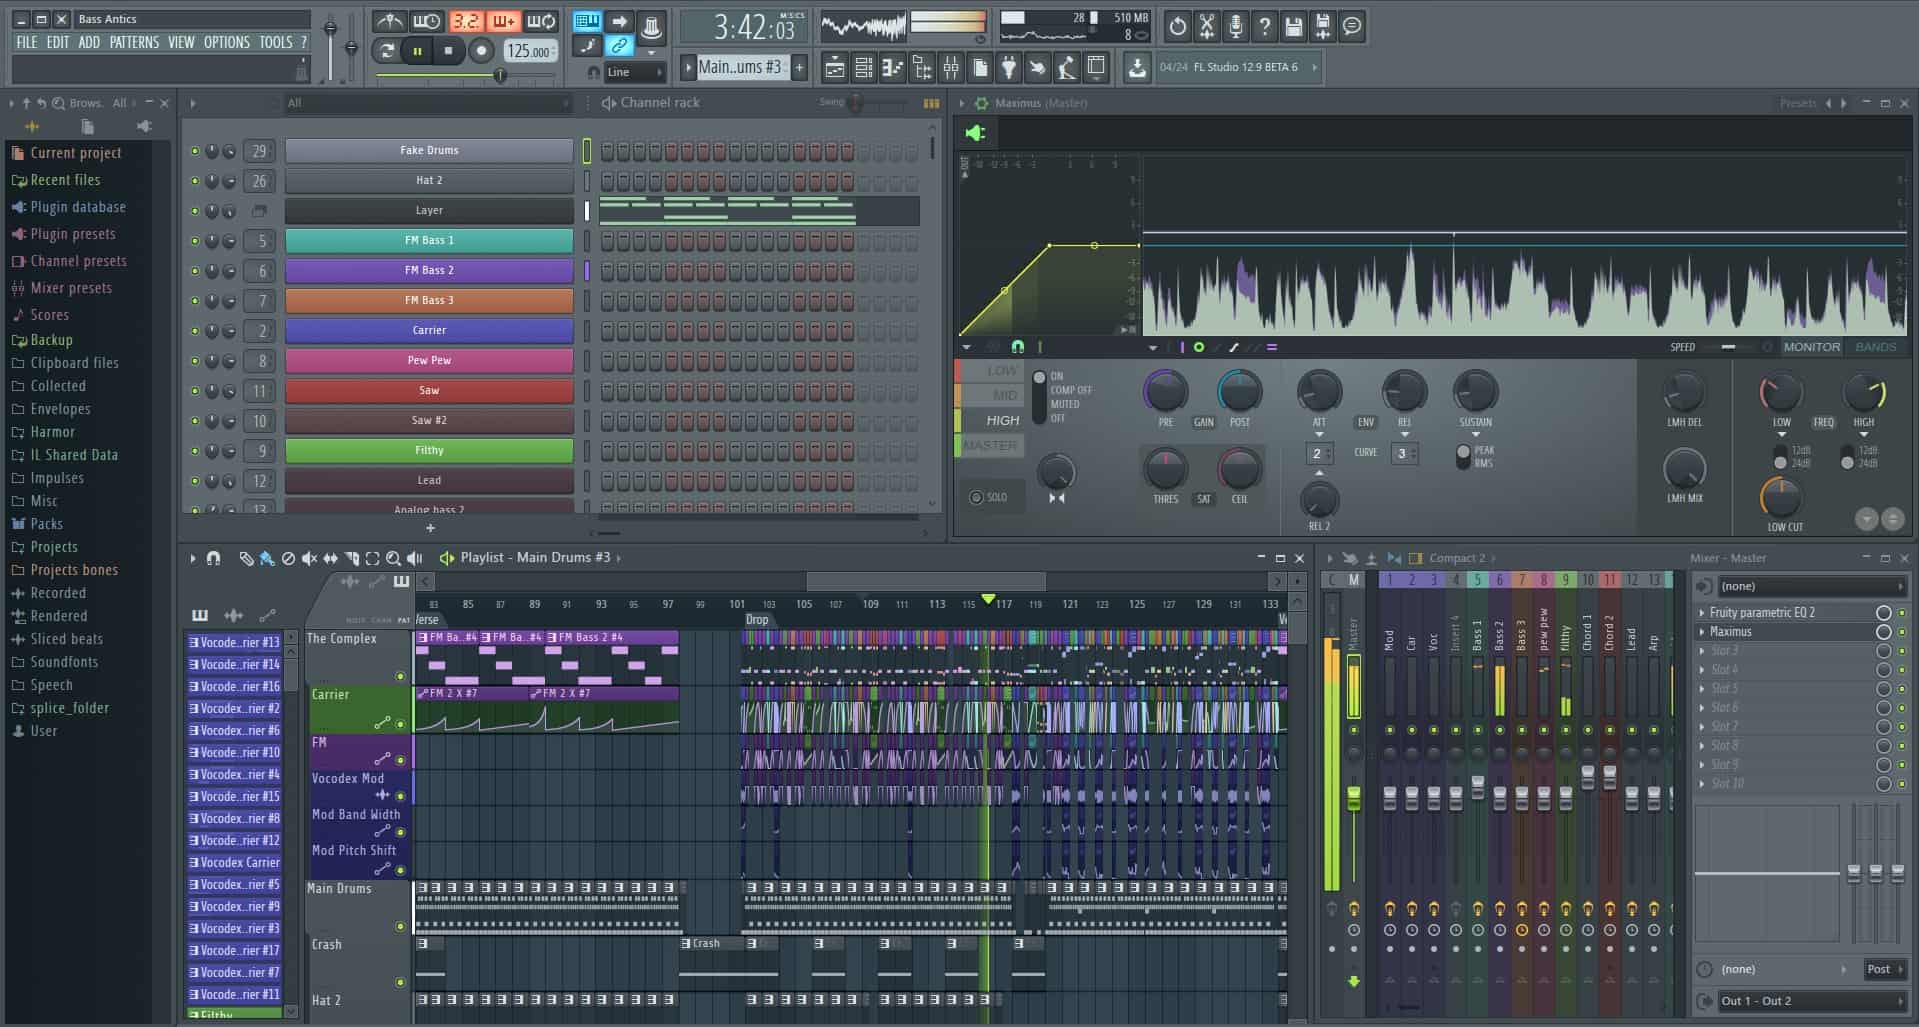 Bass Antics
FILE EDIT ADD PATTERNS VIEW OPTIONS TOOLS ?
3.2
125.000
Line
3:42:03
M:S:CS
Main..ums #3
28
510 MB
8
04/24 FL Studio 12.9 BETA 6
Brows. All
Current project
Recent files
Plugin database
Plugin presets
Channel presets
Mixer presets
Scores
Backup
Clipboard files
Collected
Envelopes
Harmor
IL Shared Data
Impulses
Misc
Packs
Projects
Projects bones
Recorded
Rendered
Sliced beats
Soundfonts
Speech
splice_folder
User
All
Channel rack
Swing
29 Fake Drums
26 Hat 2
Layer
5 FM Bass 1
6 FM Bass 2
7 FM Bass 3
2 Carrier
8 Pew Pew
11 Saw
10 Saw #2
9 Filthy
12 Lead
13 Analog bass 2
+
Maximus (Master)
Presets
SPEED
MONITOR
BANDS
LOW
MID
HIGH
MASTER
SOLO
ON
COMP OFF
MUTED
OFF
PRE GAIN POST
THRES SAT CEIL
ATT ENV REL SUSTAIN
2 CURVE 3
PEAK
RMS
REL 2
LMH DEL
LMH MIX
LOW FREQ HIGH
12dB
24dB
12dB
24dB
LOW CUT
Playlist - Main Drums #3
NOTE CHAN PAT
83 85 87 89 91 93 95 97 99 101 103 105 107 109 111 113 115 117 119 121 123 125 127 129 131 133
erse
Drop
The Complex
FM Ba..#4
FM Ba..#4
FM Bass 2 #4
Carrier
FM 2 X #7
FM 2 X #7
FM
Vocodex Mod
Mod Band Width
Mod Pitch Shift
Main Drums
Crash
Crash
Hat 2
Vocode..rier #13
Vocode..rier #14
Vocode..rier #16
Vocodex..rier #2
Vocodex..rier #6
Vocode..rier #10
Vocodex..rier #4
Vocode..rier #15
Vocodex..rier #8
Vocode..rier #12
Vocodex Carrier
Vocodex..rier #5
Vocodex..rier #9
Vocodex..rier #3
Vocode..rier #17
Vocodex..rier #7
Vocode..rier #11
Filthy
Compact 2
C M 1 2 3 4 5 6 7 8 9 10 11 12 13
Master
Mod
Car
Voc
Insert 4
Bass 1
Bass 2
Bass 3
pew pew
filthy
Chord 1
Chord 2
Lead
Arp
Mixer - Master
(none)
Fruity parametric EQ 2
Maximus
Slot 3
Slot 4
Slot 5
Slot 6
Slot 7
Slot 8
Slot 9
Slot 10
(none)
Post
Out 1 - Out 2